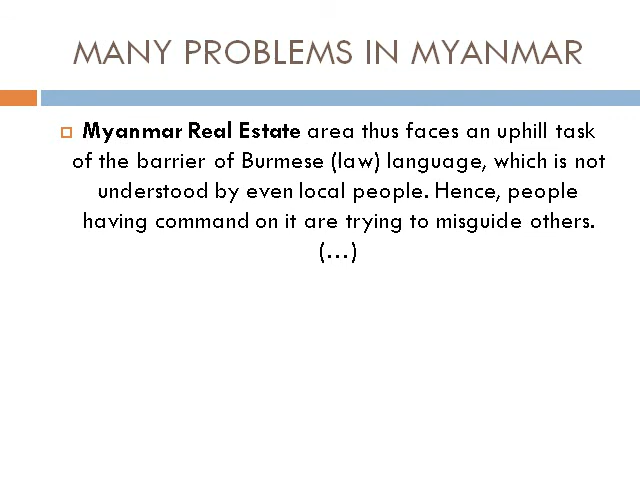 MANY PROBLEMS IN MYANMAR
Myanmar Real Estate area thus faces an uphill task
of the barrier of Burmese (law) language, which is not
understood by even local people. Hence, people
having command on it are trying to misguide others.
(...)